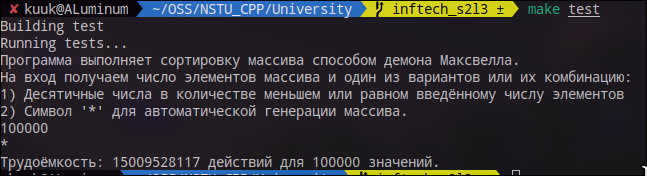 ✘ kuuk@ALuminum ~/OSS/NSTU_CPP/University inftech_s2l3 ± make test
Building test
Running tests...
Программа выполняет сортировку массива способом демона Максвелла.
На вход получаем число элементов массива и один из вариантов или их комбинацию:
1) Десятичные числа в количестве меньшем или равном введённому числу элементов
2) Символ '*' для автоматической генерации массива.
100000
*
Трудоёмкость: 15009528117 действий для 100000 значений.